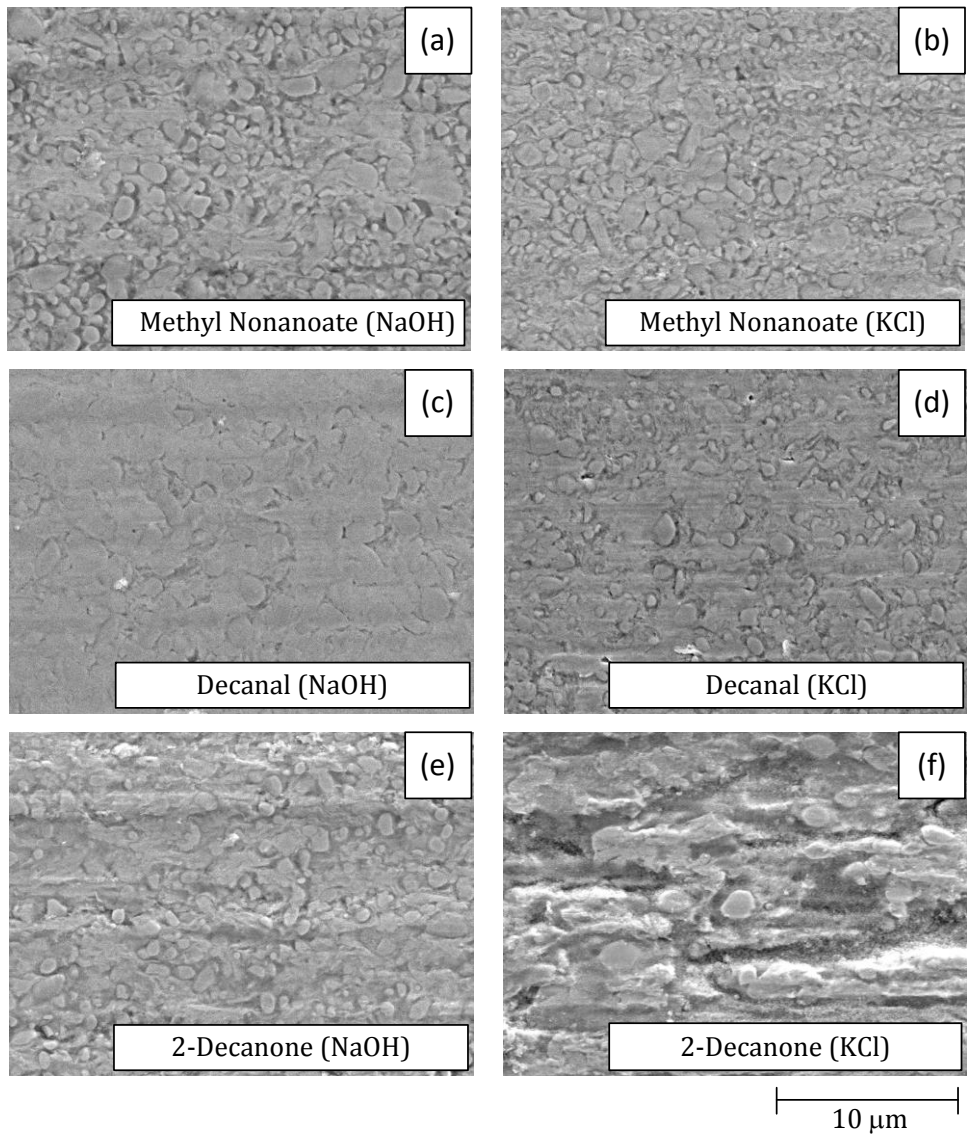 (a)
(b)
Methyl Nonanoate (NaOH)
Methyl Nonanoate (KCl)
(c)
(d)
Decanal (NaOH)
Decanal (KCl)
(e)
(f)
2-Decanone (NaOH)
2-Decanone (KCl)
10 μm